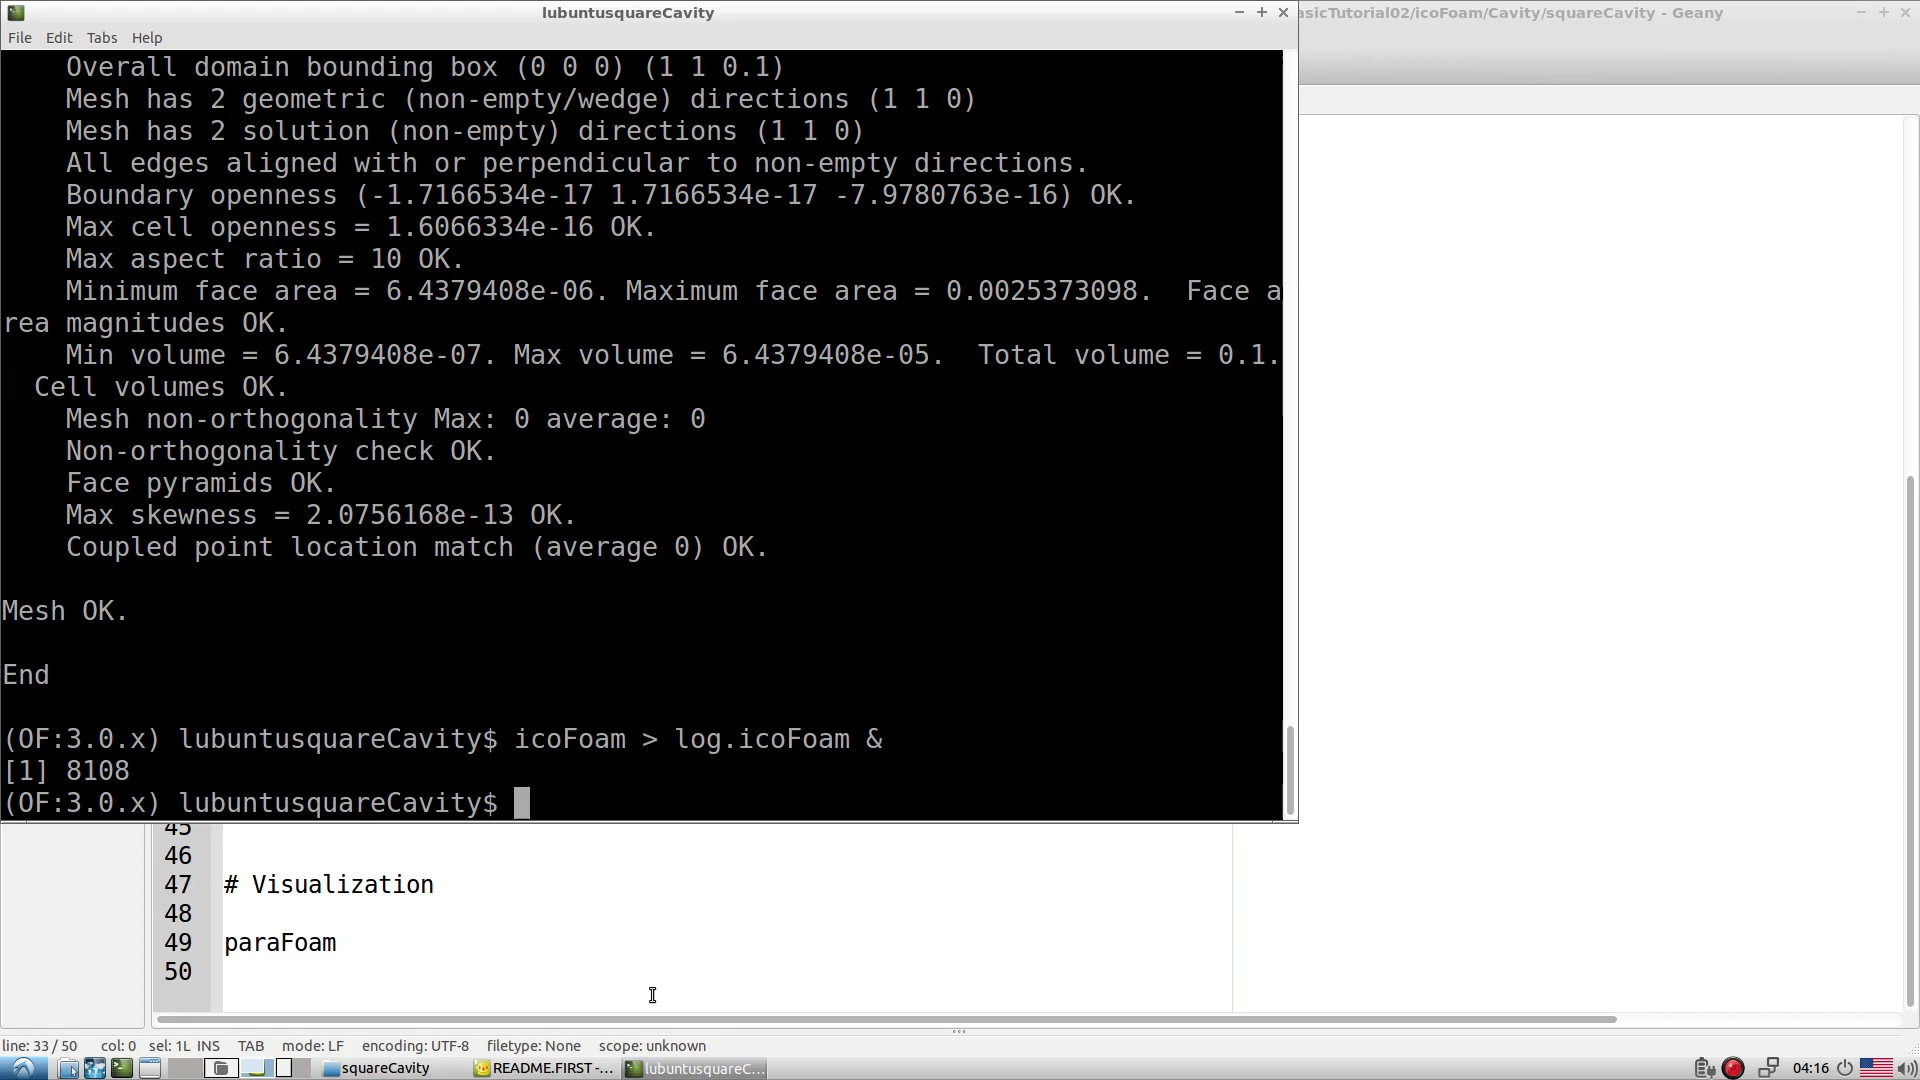 lubuntusquareCavity
asicTutorial02/icoFoam/Cavity/squareCavity - Geany
File Edit Tabs Help
Overall domain bounding box (0 0 0) (1 1 0.1)
Mesh has 2 geometric (non-empty/wedge) directions (1 1 0)
Mesh has 2 solution (non-empty) directions (1 1 0)
All edges aligned with or perpendicular to non-empty directions.
Boundary openness (-1.7166534e-17 1.7166534e-17 -7.9780763e-16) OK.
Max cell openness = 1.6066334e-16 OK.
Max aspect ratio = 10 OK.
Minimum face area = 6.4379408e-06. Maximum face area = 0.0025373098.  Face a
rea magnitudes OK.
Min volume = 6.4379408e-07. Max volume = 6.4379408e-05.  Total volume = 0.1.
Cell volumes OK.
Mesh non-orthogonality Max: 0 average: 0
Non-orthogonality check OK.
Face pyramids OK.
Max skewness = 2.0756168e-13 OK.
Coupled point location match (average 0) OK.
Mesh OK.
End
(OF:3.0.x) lubuntusquareCavity$ icoFoam > log.icoFoam &
[1] 8108
(OF:3.0.x) lubuntusquareCavity$
45
46
47 # Visualization
48
49 paraFoam
50
line: 33 / 50 col: 0 sel: 1L INS TAB mode: LF encoding: UTF-8 filetype: None scope: unknown
squareCavity README.FIRST -... lubuntusquareC... 04:16